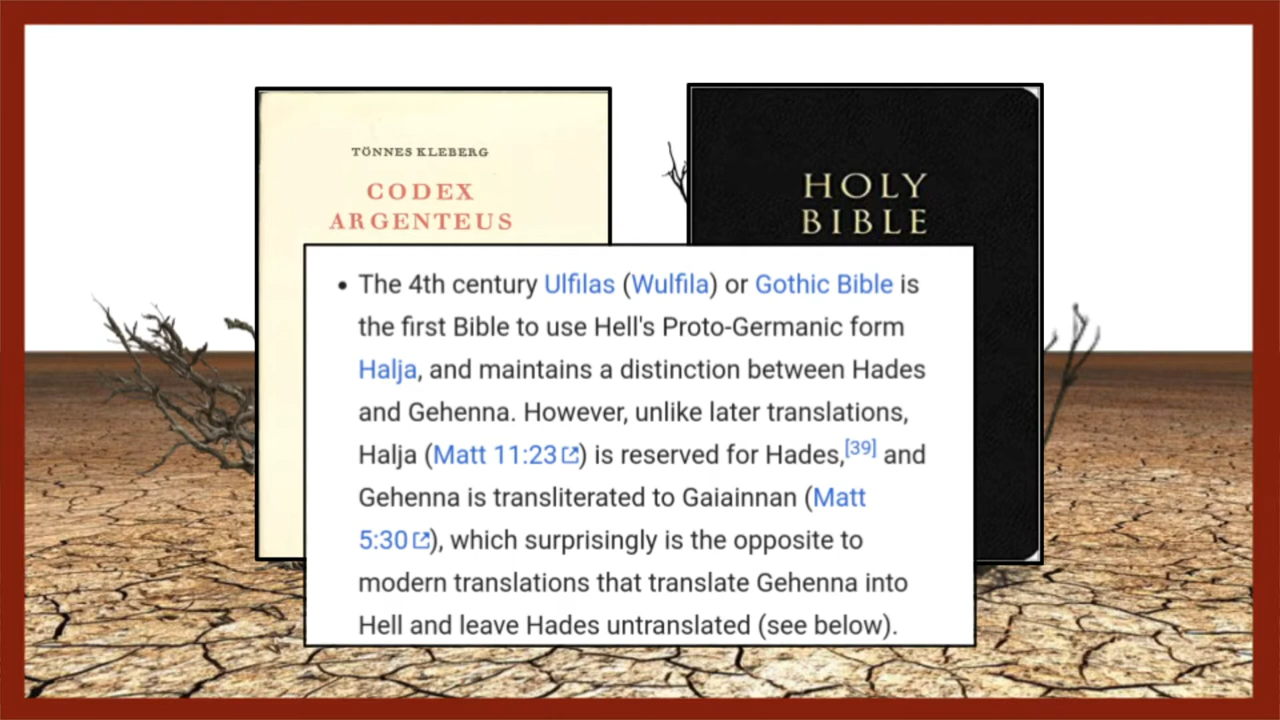 TÖNNES KLEBERG
CODEX
ARGENTEUS
HOLY
BIBLE
• The 4th century Ulfilas (Wulfila) or Gothic Bible is
the first Bible to use Hell's Proto-Germanic form
Halja, and maintains a distinction between Hades
and Gehenna. However, unlike later translations,
Halja (Matt 11:23) is reserved for Hades,[39] and
Gehenna is transliterated to Gaiainnan (Matt
5:30), which surprisingly is the opposite to
modern translations that translate Gehenna into
Hell and leave Hades untranslated (see below).